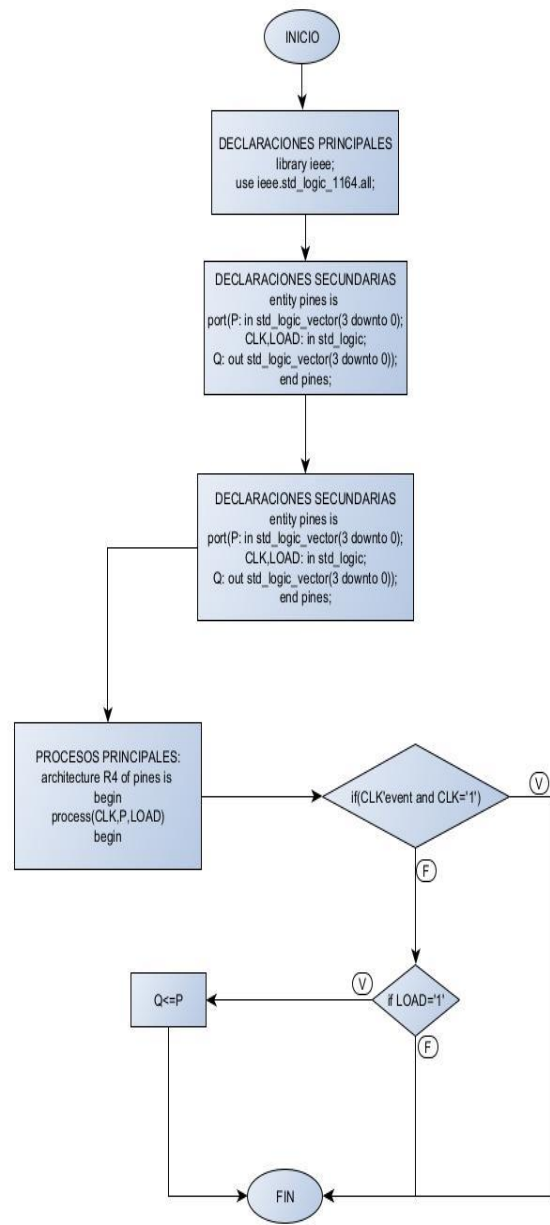 INICIO
DECLARACIONES PRINCIPALES
library ieee;
use ieee.std_logic_1164.all;
DECLARACIONES SECUNDARIAS
entity pines is
port(P: in std_logic_vector(3 downto 0);
CLK,LOAD: in std_logic;
Q: out std_logic_vector(3 downto 0));
end pines;
DECLARACIONES SECUNDARIAS
entity pines is
port(P: in std_logic_vector(3 downto 0);
CLK,LOAD: in std_logic;
Q: out std_logic_vector(3 downto 0));
end pines;
PROCESOS PRINCIPALES:
architecture R4 of pines is
begin
process(CLK,P,LOAD)
begin
if(CLK'event and CLK='1')
V
F
if LOAD='1'
V
F
Q<=P
FIN